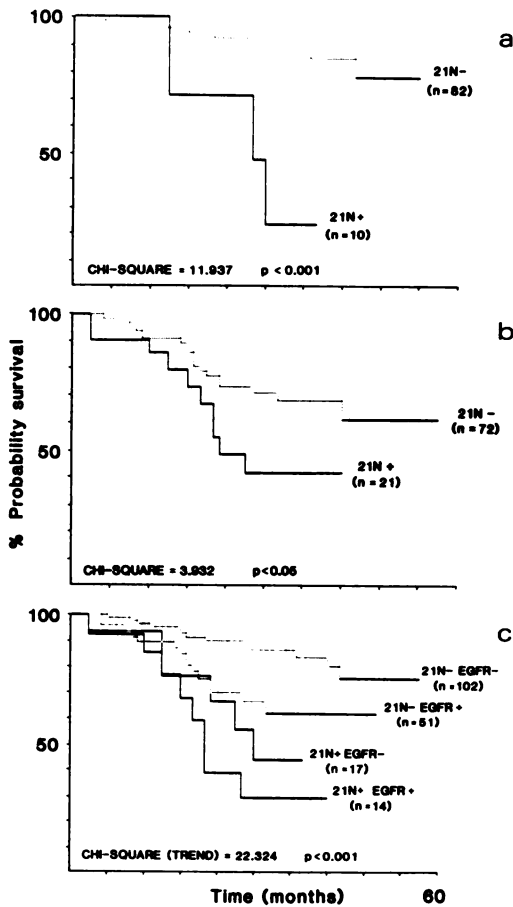 100
a
21N-
(n=82)
50
21N+
(n=10)
CHI-SQUARE = 11.937 p < 0.001
100
b
% Probability survival
21N -
(n=72)
50
21N +
(n=21)
CHI-SQUARE = 3.932 p<0.05
100
c
21N- EGFR-
(n=102)
21N- EGFR+
(n=51)
50
21N+ EGFR-
(n=17)
21N+ EGFR+
(n=14)
CHI-SQUARE (TREND) = 22.324 p<0.001
0
Time (months) 60